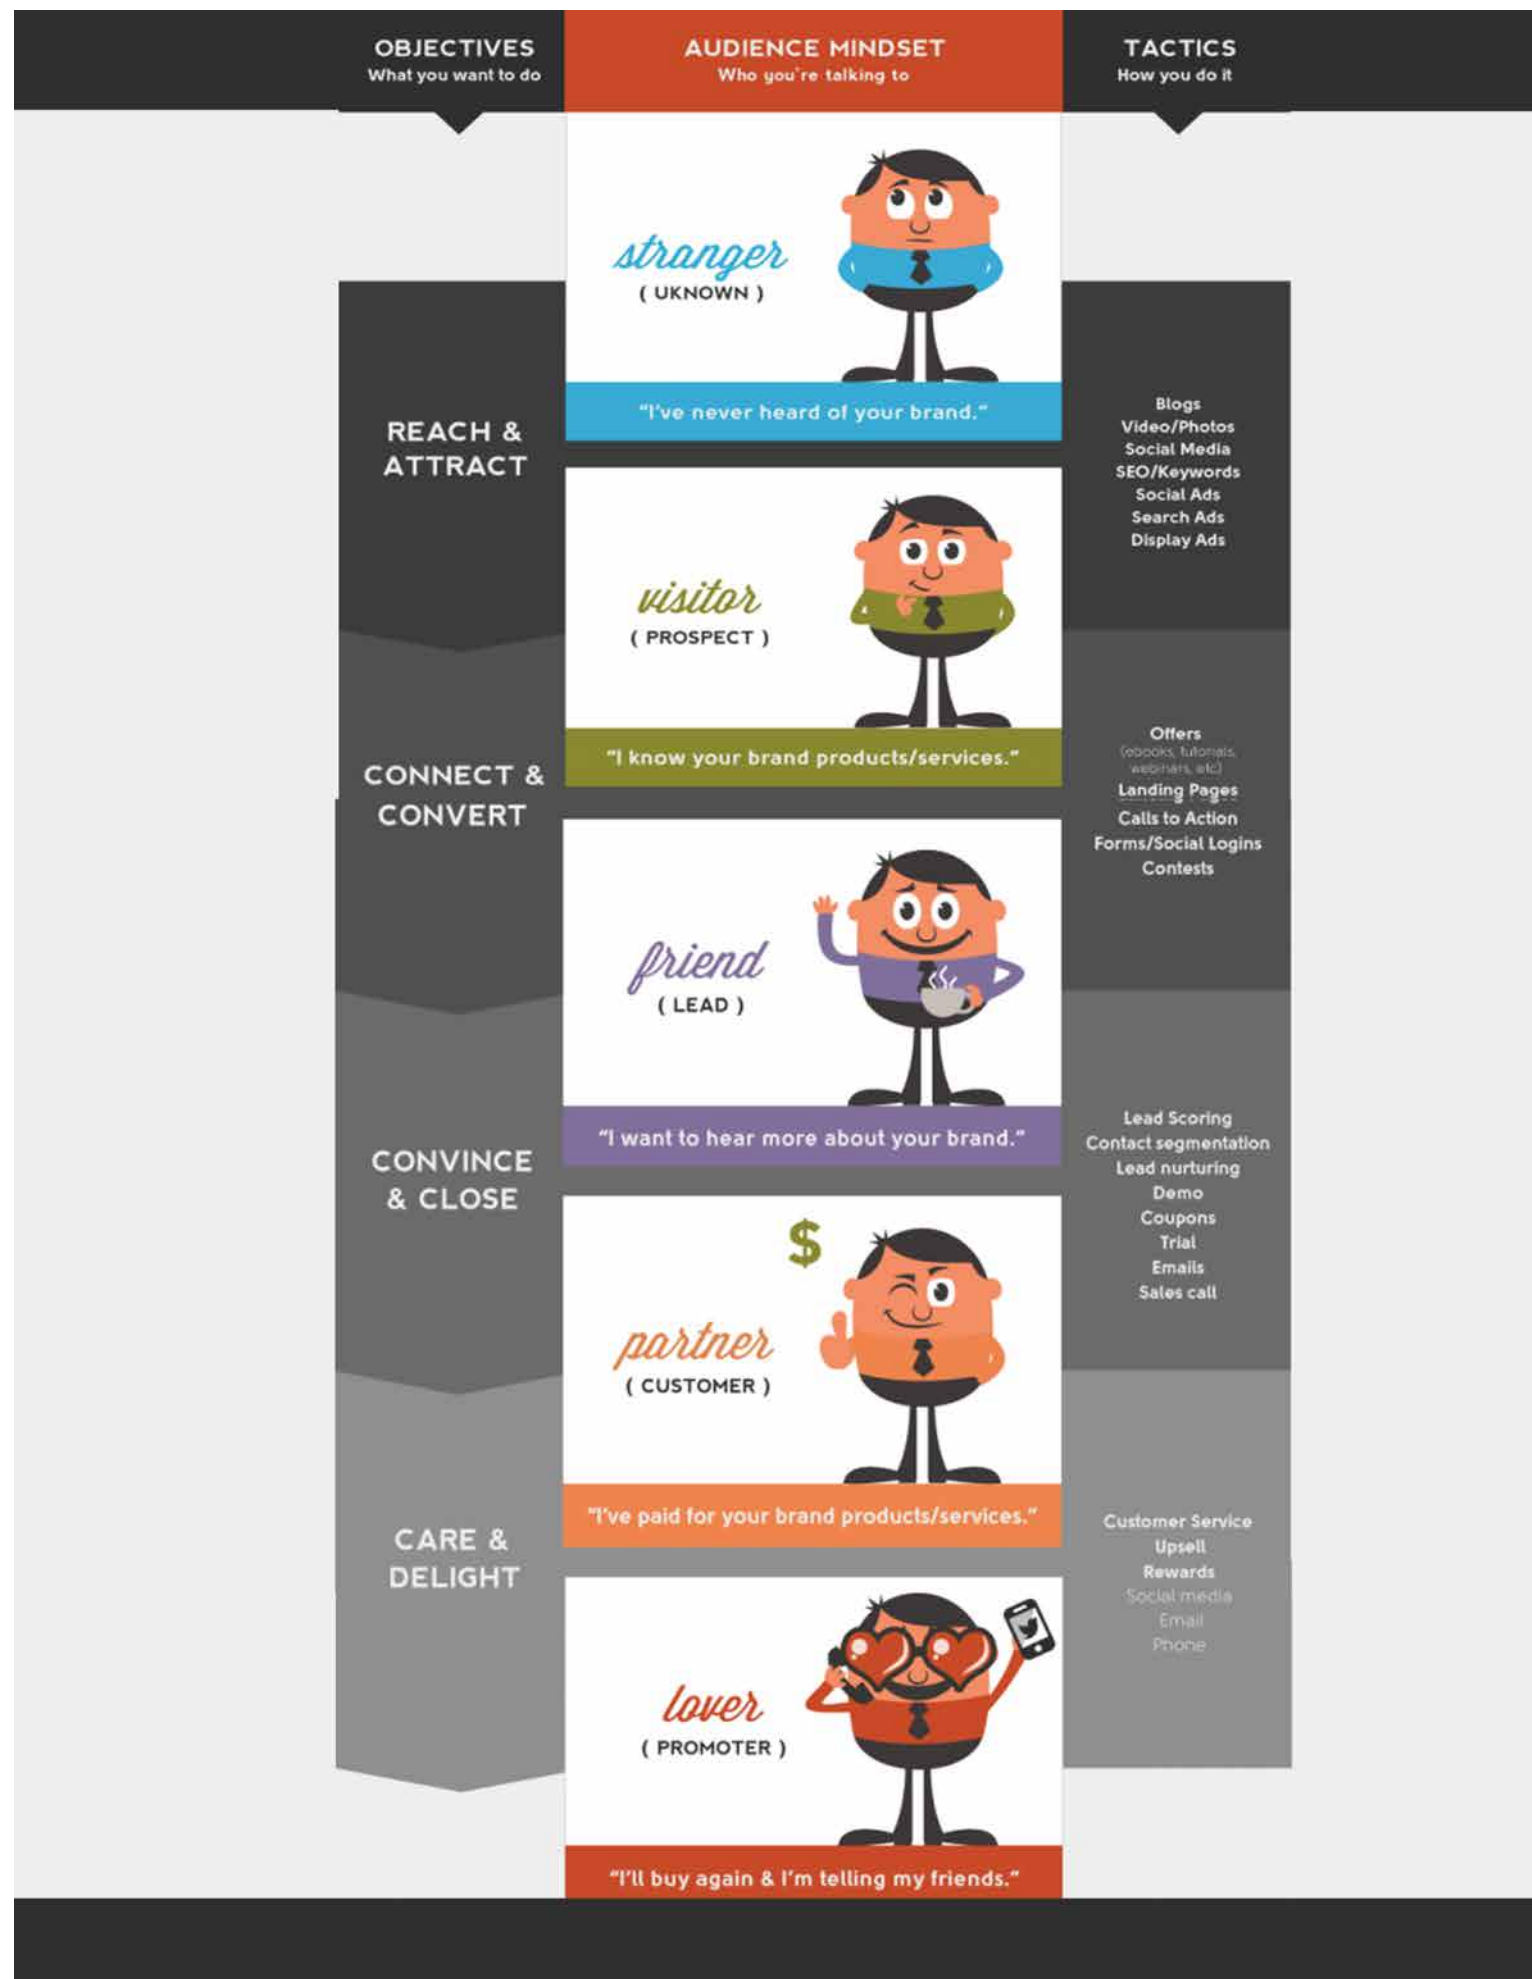 OBJECTIVES
What you want to do
AUDIENCE MINDSET
Who you're talking to
TACTICS
How you do it
stranger
( UKNOWN )
"I've never heard of your brand."
REACH &
ATTRACT
Blogs
Video/Photos
Social Media
SEO/Keywords
Social Ads
Search Ads
Display Ads
visitor
( PROSPECT )
"I know your brand products/services."
CONNECT &
CONVERT
Offers
(ebooks, tutorials,
webinars, etc)
Landing Pages
Calls to Action
Forms/Social Logins
Contests
friend
( LEAD )
"I want to hear more about your brand."
CONVINCE
& CLOSE
Lead Scoring
Contact segmentation
Lead nurturing
Demo
Coupons
Trial
Emails
Sales call
$
partner
( CUSTOMER )
"I've paid for your brand products/services."
CARE &
DELIGHT
Customer Service
Upsell
Rewards
Social media
Email
Phone
lover
( PROMOTER )
"I'll buy again & I'm telling my friends."